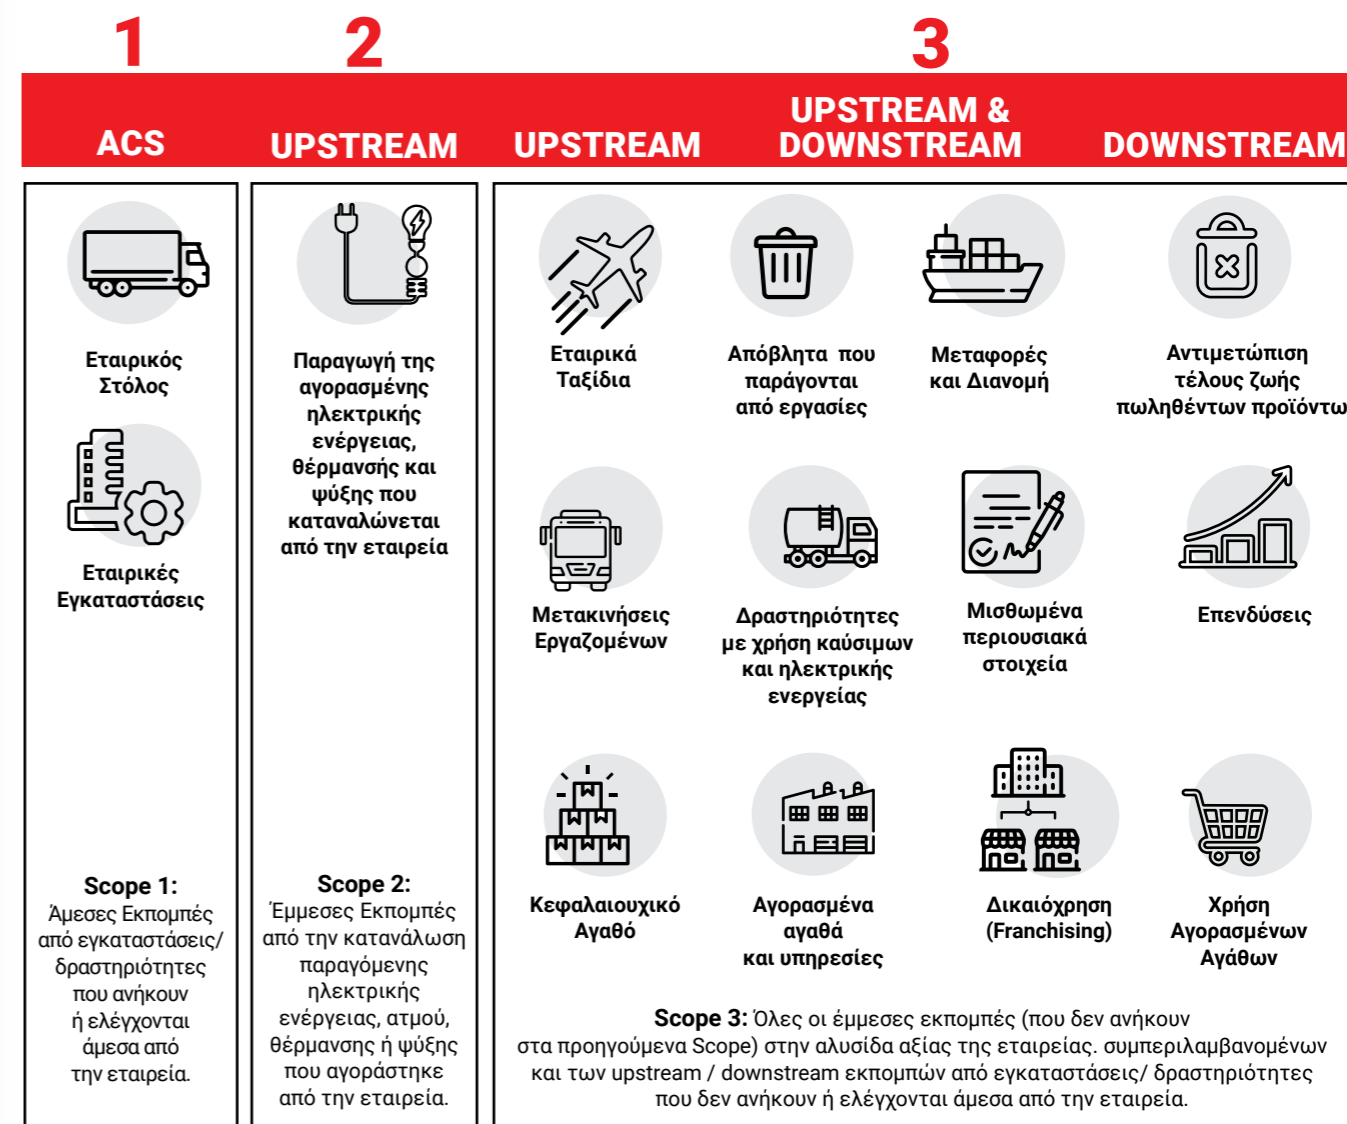 1
2
3
ACS
UPSTREAM
UPSTREAM
UPSTREAM &
DOWNSTREAM
DOWNSTREAM
Εταιρικός
Στόλος
Εταιρικές
Εγκαταστάσεις
Scope 1:
Άμεσες Εκπομπές
από εγκαταστάσεις/
δραστηριότητες
που ανήκουν
ή ελέγχονται
άμεσα από
την εταιρεία.
Παραγωγή της
αγορασμένης
ηλεκτρικής
ενέργειας,
θέρμανσής και
ψύξης που
καταναλώνεται
από την εταιρεία
Scope 2:
Έμμεσες Εκπομπές
από την κατανάλωση
παραγόμενης
ηλεκτρικής
ενέργειας, ατμού,
θέρμανσης ή ψύξης
που αγοράστηκε
από την εταιρεία.
Εταιρικά
Ταξίδια
Απόβλητα που
παράγονται
από εργασίες
Μεταφορές
και Διανομή
Αντιμετώπιση
τέλους ζωής
πωληθέντων προϊόντω
Μετακινήσεις
Εργαζομένων
Δραστηριότητες
με χρήση καύσιμων
και ηλεκτρικής
ενεργείας
Μισθωμένα
περιουσιακά
στοιχεία
Επενδύσεις
Κεφαλαιουχικό
Αγαθό
Αγορασμένα
αγαθά
και υπηρεσίες
Δικαιόχρηση
(Franchising)
Χρήση
Αγορασμένων
Αγάθων
Scope 3: Όλες οι έμμεσες εκπομπές (που δεν ανήκουν
στα προηγούμενα Scope) στην αλυσίδα αξίας της εταιρείας. συμπεριλαμβανομένων
και των upstream / downstream εκπομπών από εγκαταστάσεις/ δραστηριότητες
που δεν ανήκουν ή ελέγχονται άμεσα από την εταιρεία.